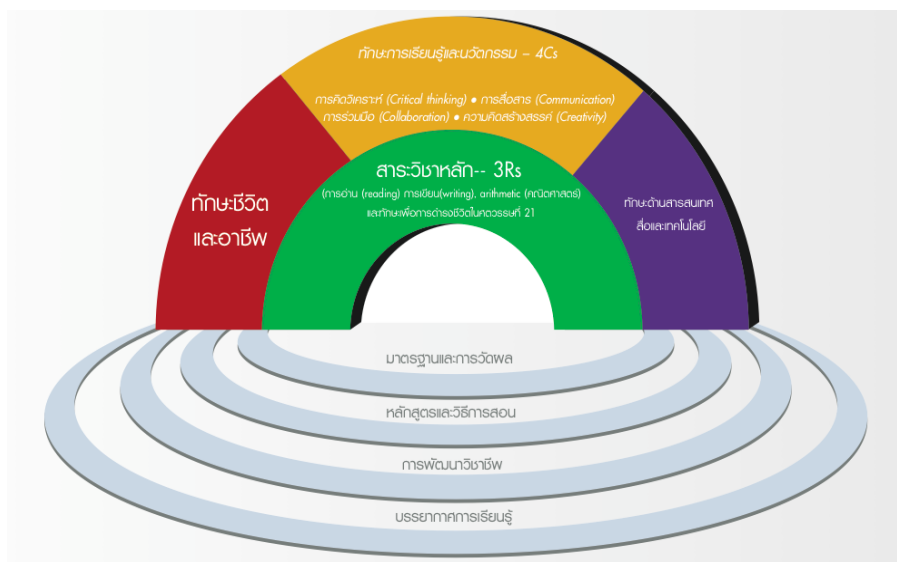 ทักษะการเรียนรู้และนวัตกรรม - 4Cs
การคิดวิเคราะห์ (Critical thinking) ● การสื่อสาร (Communication)
การร่วมมือ (Collaboration) ● ความคิดสร้างสรรค์ (Creativity)
สาระวิชาหลัก-- 3Rs
(การอ่าน (reading) การเขียน(writing), arithmetic (คณิตศาสตร์)
และทักษะเพื่อการดำรงชีวิตในศตวรรษที่ 21
ทักษะชีวิต
และอาชีพ
ทักษะด้านสารสนเทศ
สื่อและเทคโนโลยี
มาตรฐานและการวัดผล
หลักสูตรและวิธีการสอน
การพัฒนาวิชาชีพ
บรรยากาศการเรียนรู้